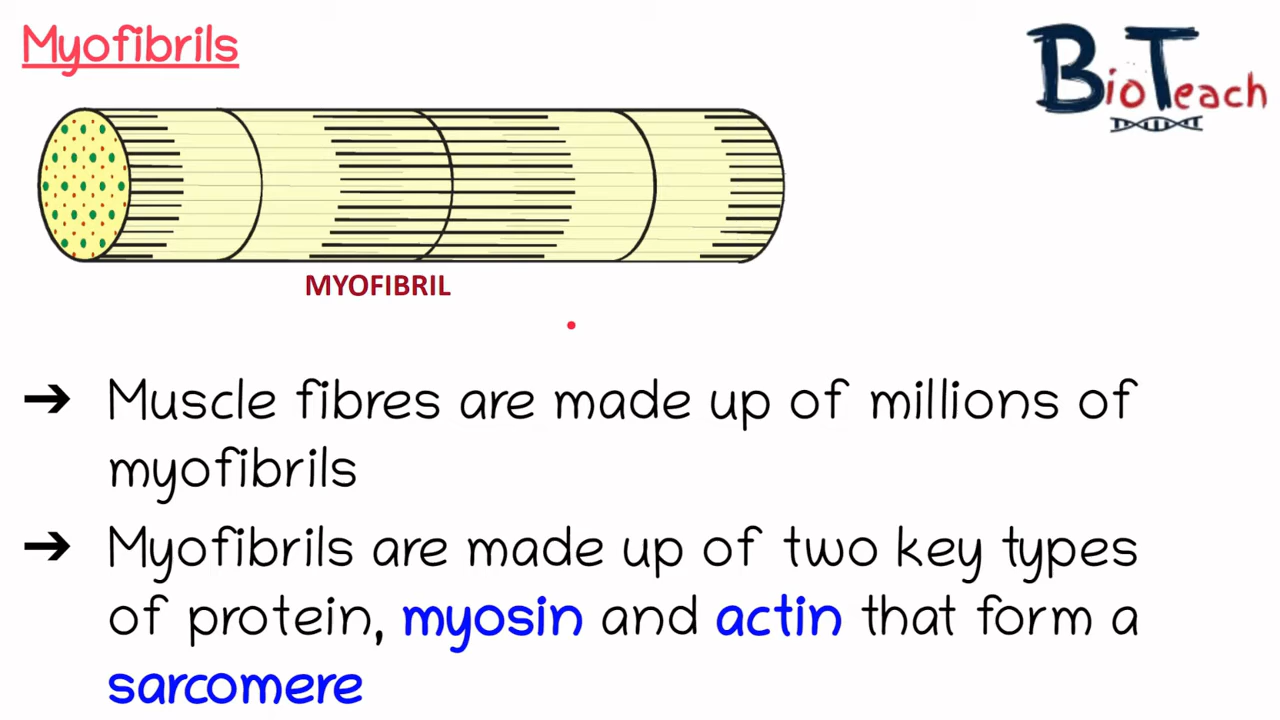 Myofibrils
BioTeach
MYOFIBRIL
➔ Muscle fibres are made up of millions of
myofibrils
➔ Myofibrils are made up of two key types
of protein, myosin and actin that form a
sarcomere